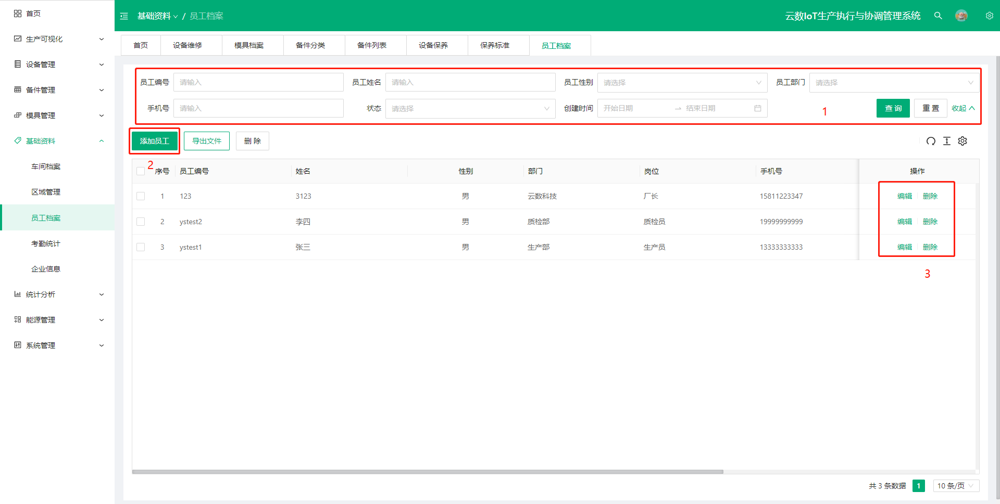 首页
生产可视化
设备管理
备件管理
模具管理
基础资料
车间档案
区域管理
员工档案
考勤统计
企业信息
统计分析
能源管理
系统管理
基础资料 / 员工档案
云数IoT生产执行与协调管理系统
首页 设备维修 模具档案 备件分类 备件列表 设备保养 保养标准 员工档案
员工编号 请输入 员工姓名 请输入 员工性别 请选择 员工部门 请选择
手机号 请输入 状态 请选择 创建时间 开始日期 → 结束日期 1 查 询 重 置 收起
添加员工 导出文件 删 除
2
序号 员工编号 姓名 性别 部门 岗位 手机号 操作
1 123 3123 男 云数科技 厂长 15811223347 编辑 删除
2 ystest2 李四 男 质检部 质检员 19999999999 编辑 删除
3 ystest1 张三 男 生产部 生产员 13333333333 编辑 删除
3
共 3 条数据 1 10 条/页